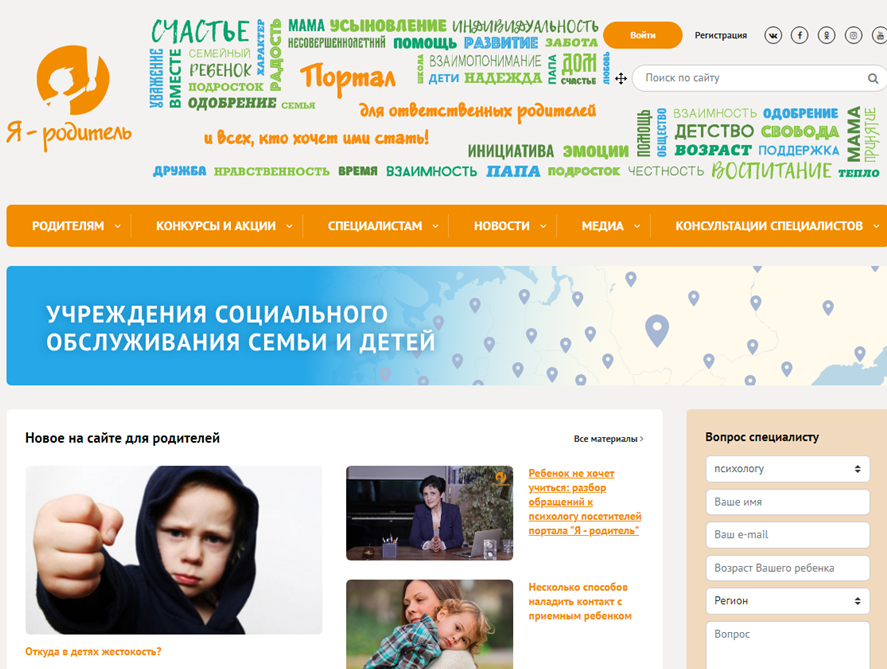 СЧАСТЬЕ
УВАЖЕНИЕ
ВМЕСТЕ
СЕМЕЙНЫЙ
РЕБЕНОК
ПОДРОСТОК
ОДОБРЕНИЕ СЕМЬЯ
ХАРАКТЕР
РАДОСТЬ
МАМА УСЫНОВЛЕНИЕ ИНДИВИДУАЛЬНОСТЬ
НЕСОВЕРШЕННОЛЕТНИЙ ПОМОЩЬ РАЗВИТИЕ ЗАБОТА
ШКОЛА
ВЗАИМОПОНИМАНИЕ
ДЕТИ НАДЕЖДА
ПАПА
ДОМ
СЧАСТЬЕ
ЛЮБОВЬ
Портал
для ответственных родителей
и всех, кто хочет ими стать!
Я - родитель
Войти
Регистрация
Поиск по сайту
ПОМОЩЬ
ОБЩЕСТВО
ВЗАИМНОСТЬ ОДОБРЕНИЕ
ДЕТСТВО СВОБОДА
ВОЗРАСТ ПОДДЕРЖКА
МАМА
ПРИНЯТИЕ
ИНИЦИАТИВА ЭМОЦИИ
ДРУЖБА НРАВСТВЕННОСТЬ ВРЕМЯ ВЗАИМНОСТЬ ПАПА ПОДРОСТОК ЧЕСТНОСТЬ ВОСПИТАНИЕ ТЕПЛО
РОДИТЕЛЯМ КОНКУРСЫ И АКЦИИ СПЕЦИАЛИСТАМ НОВОСТИ МЕДИА КОНСУЛЬТАЦИИ СПЕЦИАЛИСТОВ
УЧРЕЖДЕНИЯ СОЦИАЛЬНОГО
ОБСЛУЖИВАНИЯ СЕМЬИ И ДЕТЕЙ
Новое на сайте для родителей
Все материалы
Откуда в детях жестокость?
Ребенок не хочет
учиться: разбор
обращений к
психологу посетителей
портала "Я - родитель"
Несколько способов
наладить контакт с
приемным ребенком
Вопрос специалисту
психологу
Ваше имя
Ваш e-mail
Возраст Вашего ребенка
Регион
Вопрос